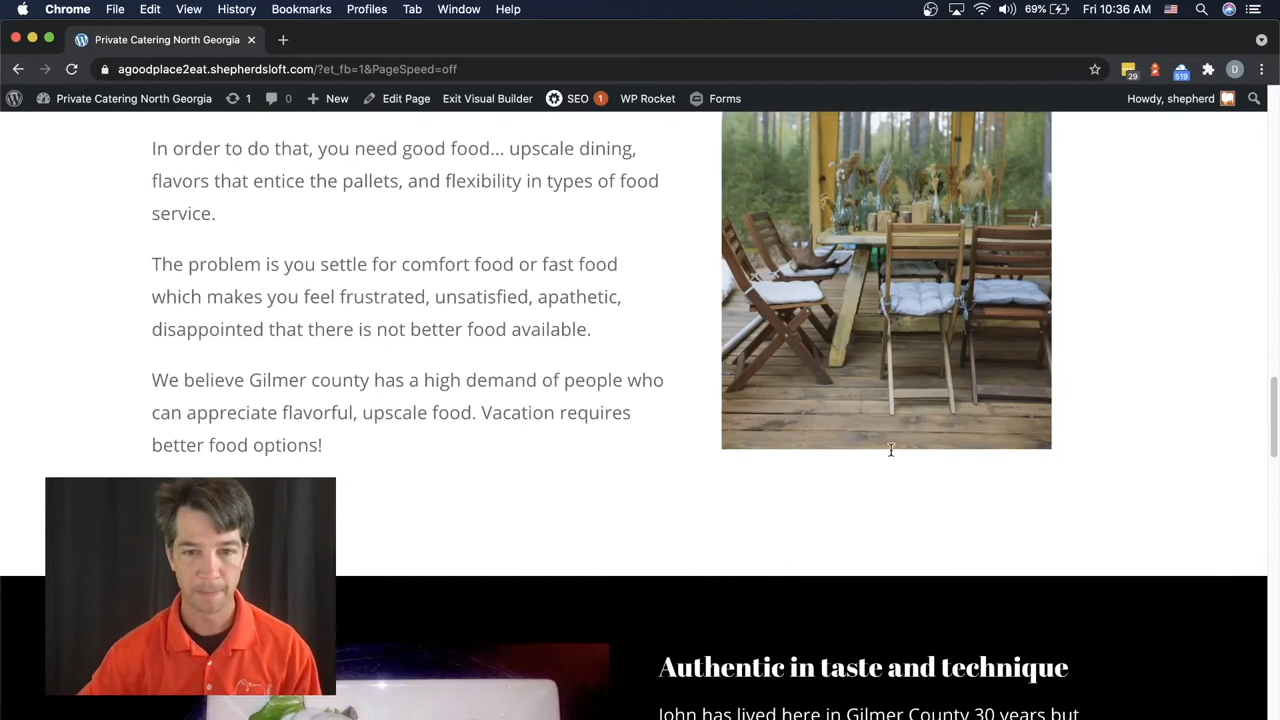 Chrome File Edit View History Bookmarks Profiles Tab Window Help 69% Fri 10:36 AM
Private Catering North Georgia
agoodplace2eat.shepherdsloft.com/?et_fb=1&PageSpeed=off 29 519 D
Private Catering North Georgia 1 0 New Edit Page Exit Visual Builder SEO 1 WP Rocket Forms Howdy, shepherd
In order to do that, you need good food... upscale dining,
flavors that entice the pallets, and flexibility in types of food
service.
The problem is you settle for comfort food or fast food
which makes you feel frustrated, unsatisfied, apathetic,
disappointed that there is not better food available.
We believe Gilmer county has a high demand of people who
can appreciate flavorful, upscale food. Vacation requires
better food options!
Authentic in taste and technique
John has lived here in Gilmer County 30 years but